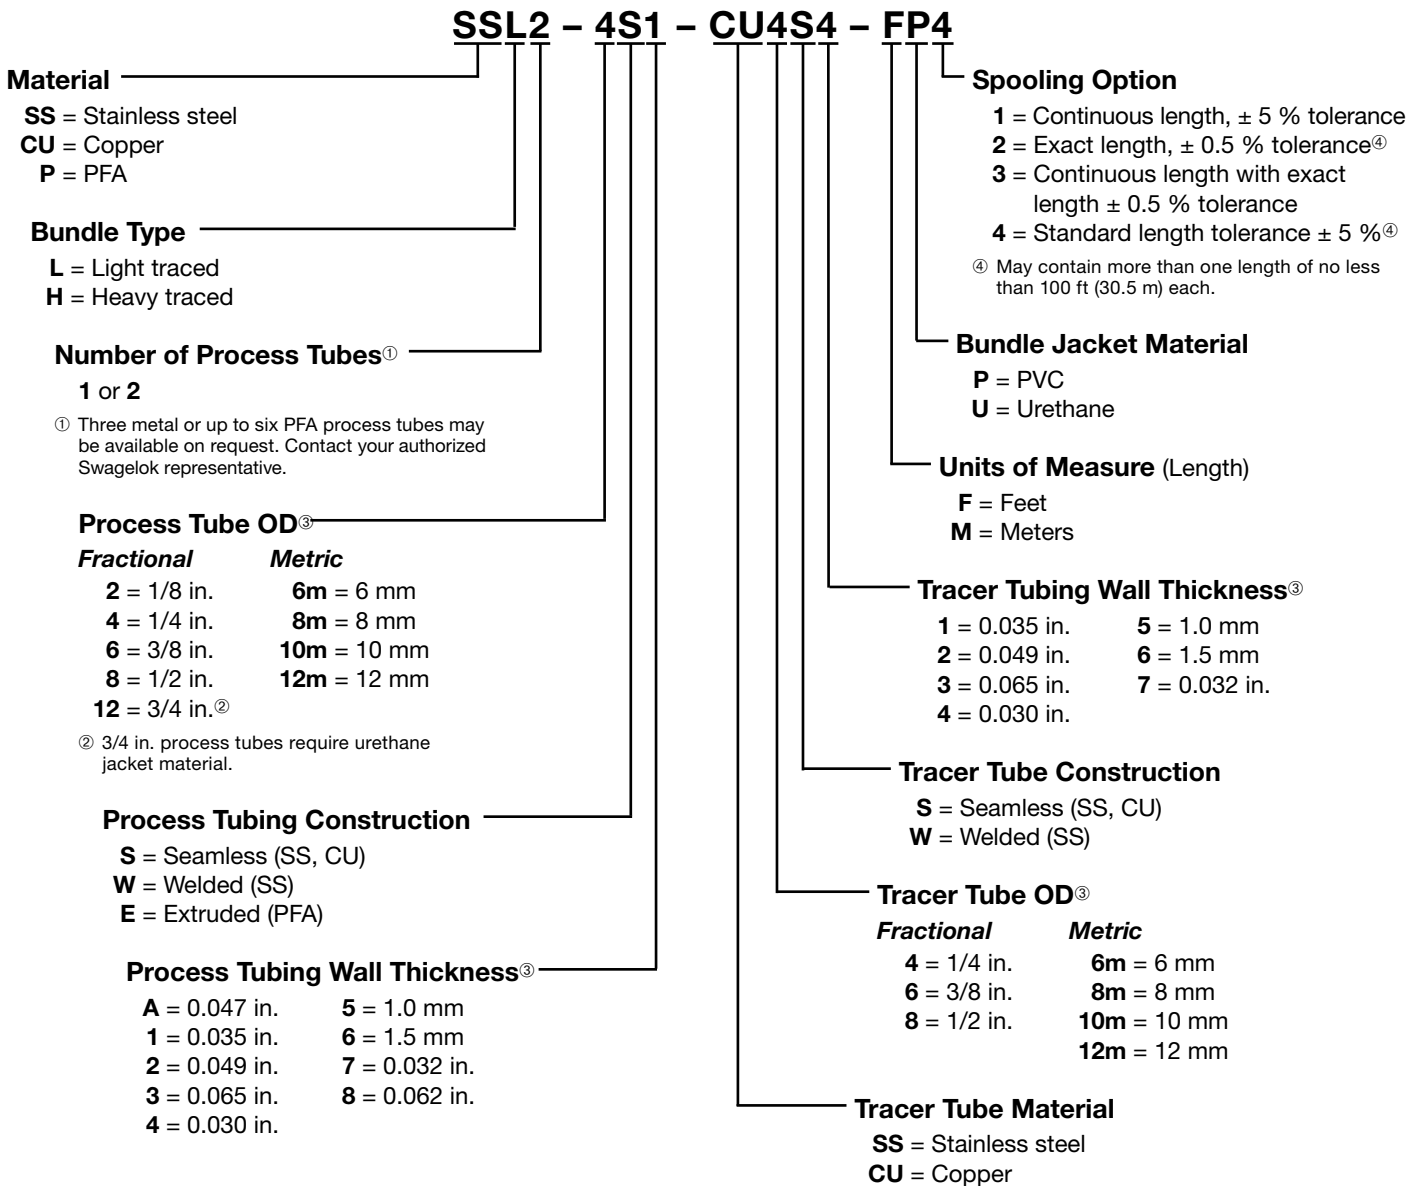 SSL2 – 4S1 – CU4S4 – FP4
Material
SS = Stainless steel
CU = Copper
P = PFA
Bundle Type
L = Light traced
H = Heavy traced
Number of Process Tubes①
1 or 2
① Three metal or up to six PFA process tubes may
be available on request. Contact your authorized
Swagelok representative.
Process Tube OD③
Fractional Metric
2 = 1/8 in. 6m = 6 mm
4 = 1/4 in. 8m = 8 mm
6 = 3/8 in. 10m = 10 mm
8 = 1/2 in. 12m = 12 mm
12 = 3/4 in.②
② 3/4 in. process tubes require urethane
jacket material.
Process Tubing Construction
S = Seamless (SS, CU)
W = Welded (SS)
E = Extruded (PFA)
Process Tubing Wall Thickness③
A = 0.047 in. 5 = 1.0 mm
1 = 0.035 in. 6 = 1.5 mm
2 = 0.049 in. 7 = 0.032 in.
3 = 0.065 in. 8 = 0.062 in.
4 = 0.030 in.
Spooling Option
1 = Continuous length, ± 5 % tolerance
2 = Exact length, ± 0.5 % tolerance④
3 = Continuous length with exact
length ± 0.5 % tolerance
4 = Standard length tolerance ± 5 %④
④ May contain more than one length of no less
than 100 ft (30.5 m) each.
Bundle Jacket Material
P = PVC
U = Urethane
Units of Measure (Length)
F = Feet
M = Meters
Tracer Tubing Wall Thickness③
1 = 0.035 in. 5 = 1.0 mm
2 = 0.049 in. 6 = 1.5 mm
3 = 0.065 in. 7 = 0.032 in.
4 = 0.030 in.
Tracer Tube Construction
S = Seamless (SS, CU)
W = Welded (SS)
Tracer Tube OD③
Fractional Metric
4 = 1/4 in. 6m = 6 mm
6 = 3/8 in. 8m = 8 mm
8 = 1/2 in. 10m = 10 mm
12m = 12 mm
Tracer Tube Material
SS = Stainless steel
CU = Copper